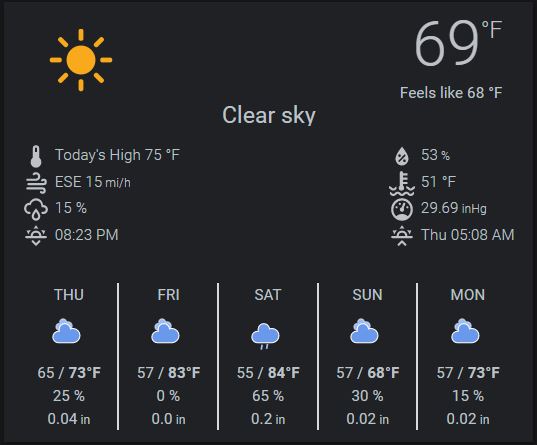 69°F
Feels like 68 °F
Clear sky
Today's High 75 °F
53 %
ESE 15 mi/h
51 °F
15 %
29.69 inHg
08:23 PM
Thu 05:08 AM
THU FRI SAT SUN MON
65 / 73°F 57 / 83°F 55 / 84°F 57 / 68°F 57 / 73°F
25 % 0 % 65 % 30 % 15 %
0.04 in 0.0 in 0.2 in 0.02 in 0.02 in